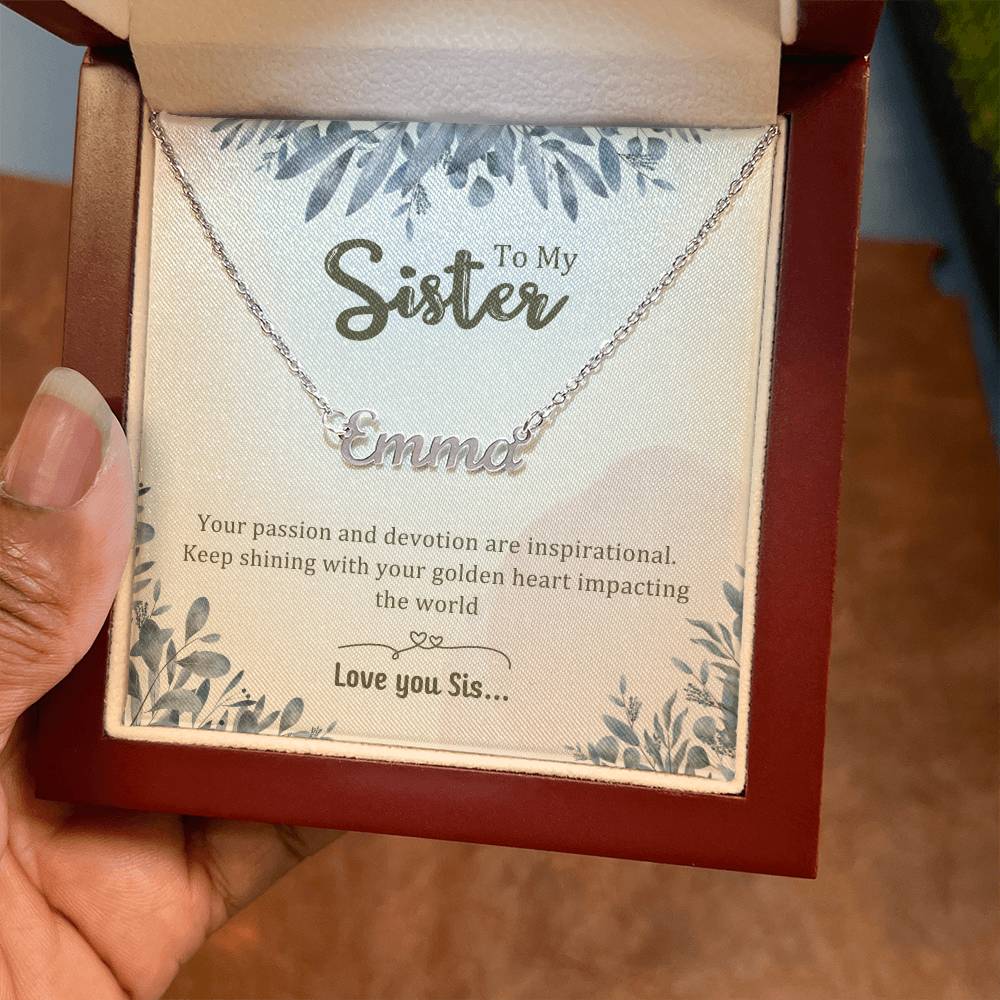 To My
Sister
Emma
Your passion and devotion are inspirational.
Keep shining with your golden heart impacting
the world
Love you Sis...